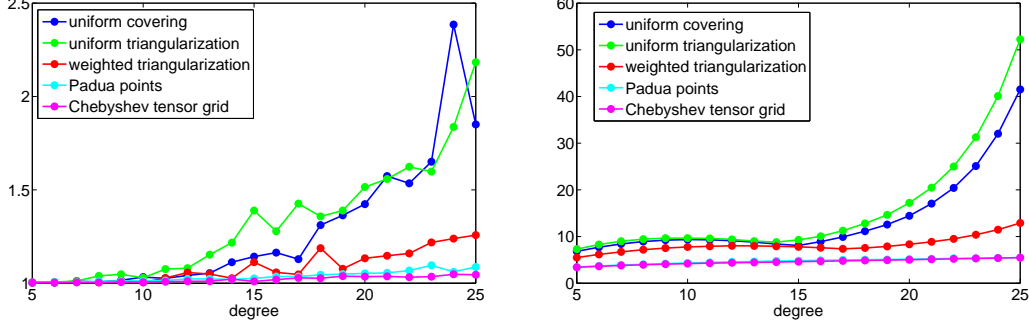 2.5
2
1.5
1
5
10
15
20
25
degree
uniform covering
uniform triangularization
weighted triangularization
Padua points
Chebyshev tensor grid
60
50
40
30
20
10
0
5
10
15
20
25
degree
uniform covering
uniform triangularization
weighted triangularization
Padua points
Chebyshev tensor grid